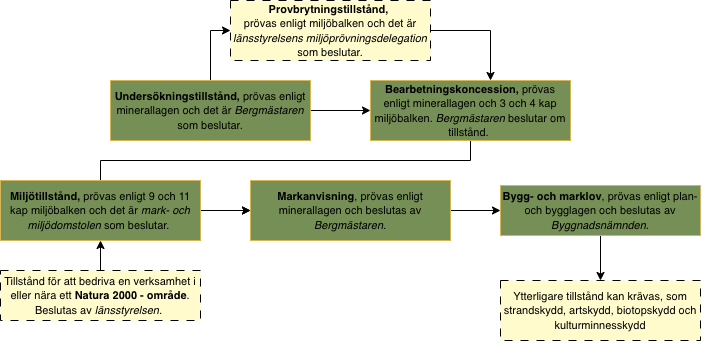 Provbrytningstillstånd,
prövas enligt miljöbalken och det är
länsstyrelsens miljöprövningsdelegation
som beslutar.
Undersökningstillstånd, prövas enligt
minerallagen och det är Bergmästaren
som beslutar.
Bearbetningskoncession, prövas
enligt minerallagen och 3 och 4 kap
miljöbalken. Bergmästaren beslutar om
tillstånd.
Miljötillstånd, prövas enligt 9 och 11
kap miljöbalken och det är mark- och
miljödomstolen som beslutar.
Markanvisning, prövas enligt
minerallagen och beslutas av
Bergmästaren.
Bygg- och marklov, prövas enligt plan-
och bygglagen och beslutas av
Byggnadsnämnden.
Tillstånd för att bedriva en verksamhet i
eller nära ett Natura 2000 - område.
Beslutas av länsstyrelsen.
Ytterligare tillstånd kan krävas, som
strandskydd, artskydd, biotopskydd och
kulturminnesskydd